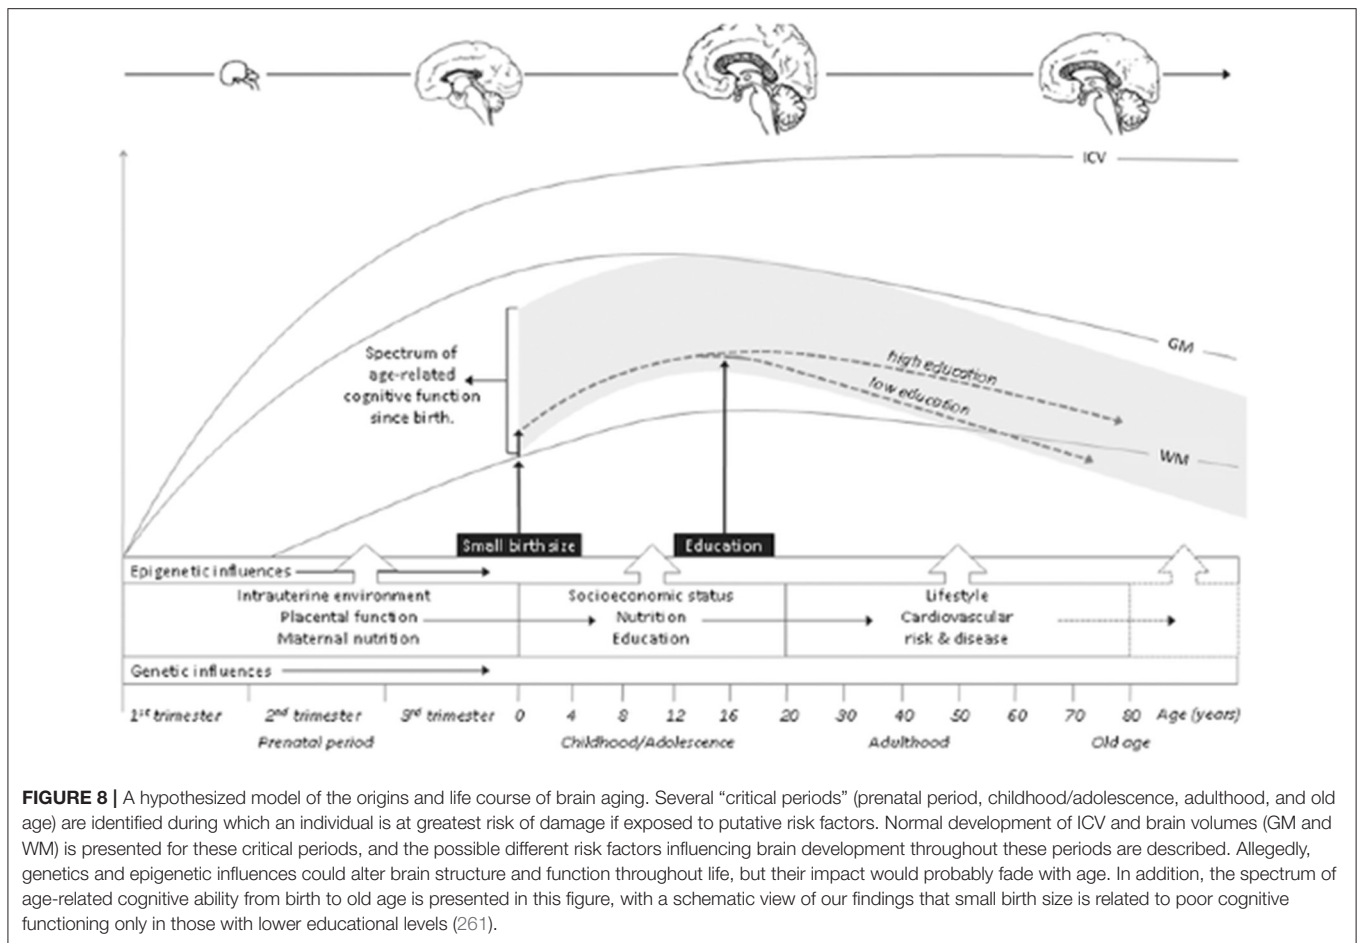 ICV
GM
Spectrum of
age-related
cognitive function
since birth.
high education
low education
WM
Small birth size
Education
Epigenetic influences
Intrauterine environment
Placental function
Maternal nutrition
Socioeconomic status
Nutrition
Education
Lifestyle
Cardiovascular
risk & disease
Genetic influences
1st trimester 2nd trimester 3rd trimester 0 4 8 12 16 20 30 40 50 60 70 80 Age (years)
Prenatal period Childhood/Adolescence Adulthood Old age
FIGURE 8 | A hypothesized model of the origins and life course of brain aging. Several “critical periods” (prenatal period, childhood/adolescence, adulthood, and old
age) are identified during which an individual is at greatest risk of damage if exposed to putative risk factors. Normal development of ICV and brain volumes (GM and
WM) is presented for these critical periods, and the possible different risk factors influencing brain development throughout these periods are described. Allegedly,
genetics and epigenetic influences could alter brain structure and function throughout life, but their impact would probably fade with age. In addition, the spectrum of
age-related cognitive ability from birth to old age is presented in this figure, with a schematic view of our findings that small birth size is related to poor cognitive
functioning only in those with lower educational levels (261).